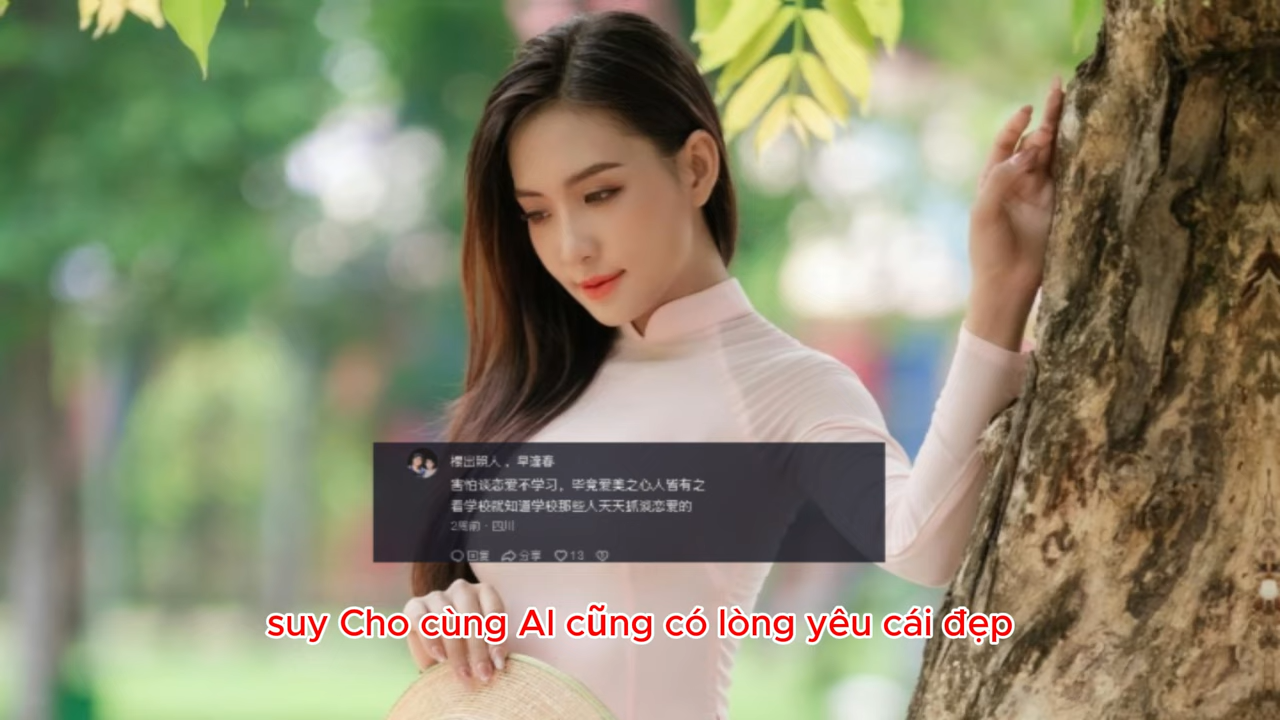 樱出照人。早逢春
害怕谈恋爱不学习，毕竟爱美之心人皆有之
看学校就知道学校那些人天天抓谈恋爱的
2周前·四川
回复 分享 13
suy Cho cùng AI cũng có lòng yêu cái đẹp